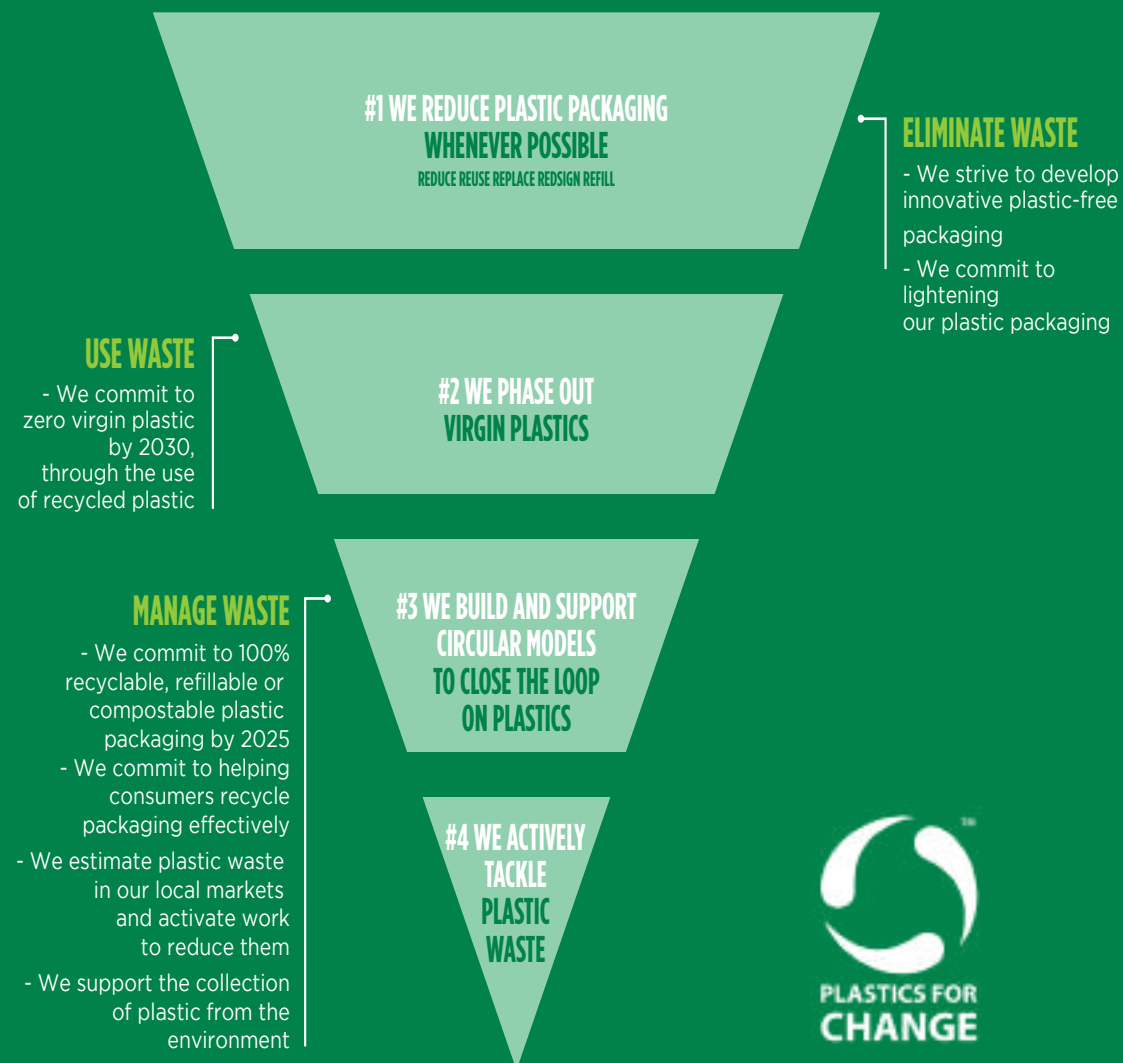 #1 WE REDUCE PLASTIC PACKAGING
WHENEVER POSSIBLE
REDUCE REUSE REPLACE REDSIGN REFILL
ELIMINATE WASTE
- We strive to develop
innovative plastic-free
packaging
- We commit to
lightening
our plastic packaging
USE WASTE
- We commit to
zero virgin plastic
by 2030,
through the use
of recycled plastic
#2 WE PHASE OUT
VIRGIN PLASTICS
MANAGE WASTE
- We commit to 100%
recyclable, refillable or
compostable plastic
packaging by 2025
- We commit to helping
consumers recycle
packaging effectively
- We estimate plastic waste
in our local markets
and activate work
to reduce them
- We support the collection
of plastic from the
environment
#3 WE BUILD AND SUPPORT
CIRCULAR MODELS
TO CLOSE THE LOOP
ON PLASTICS
#4 WE ACTIVELY
TACKLE
PLASTIC
WASTE
TM
PLASTICS FOR
CHANGE